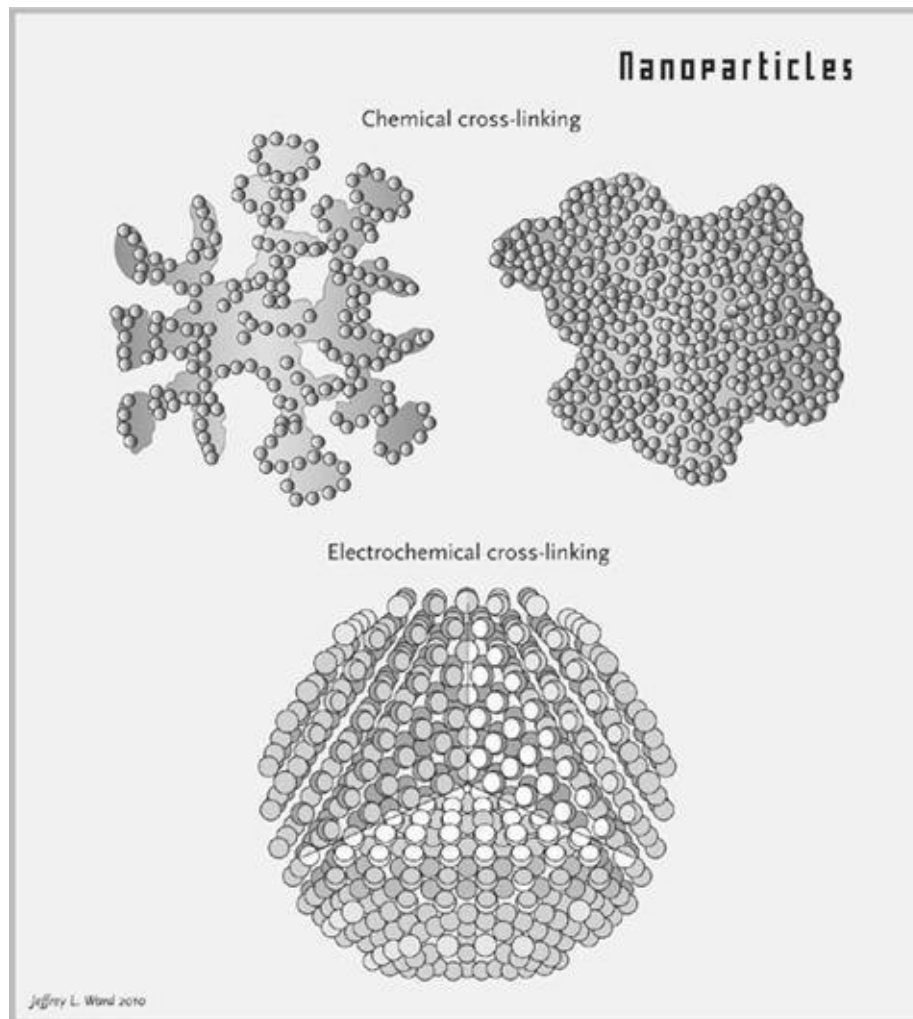 Nanoparticles
Chemical cross-linking
Electrochemical cross-linking
Jeffrey L. Ward 2010